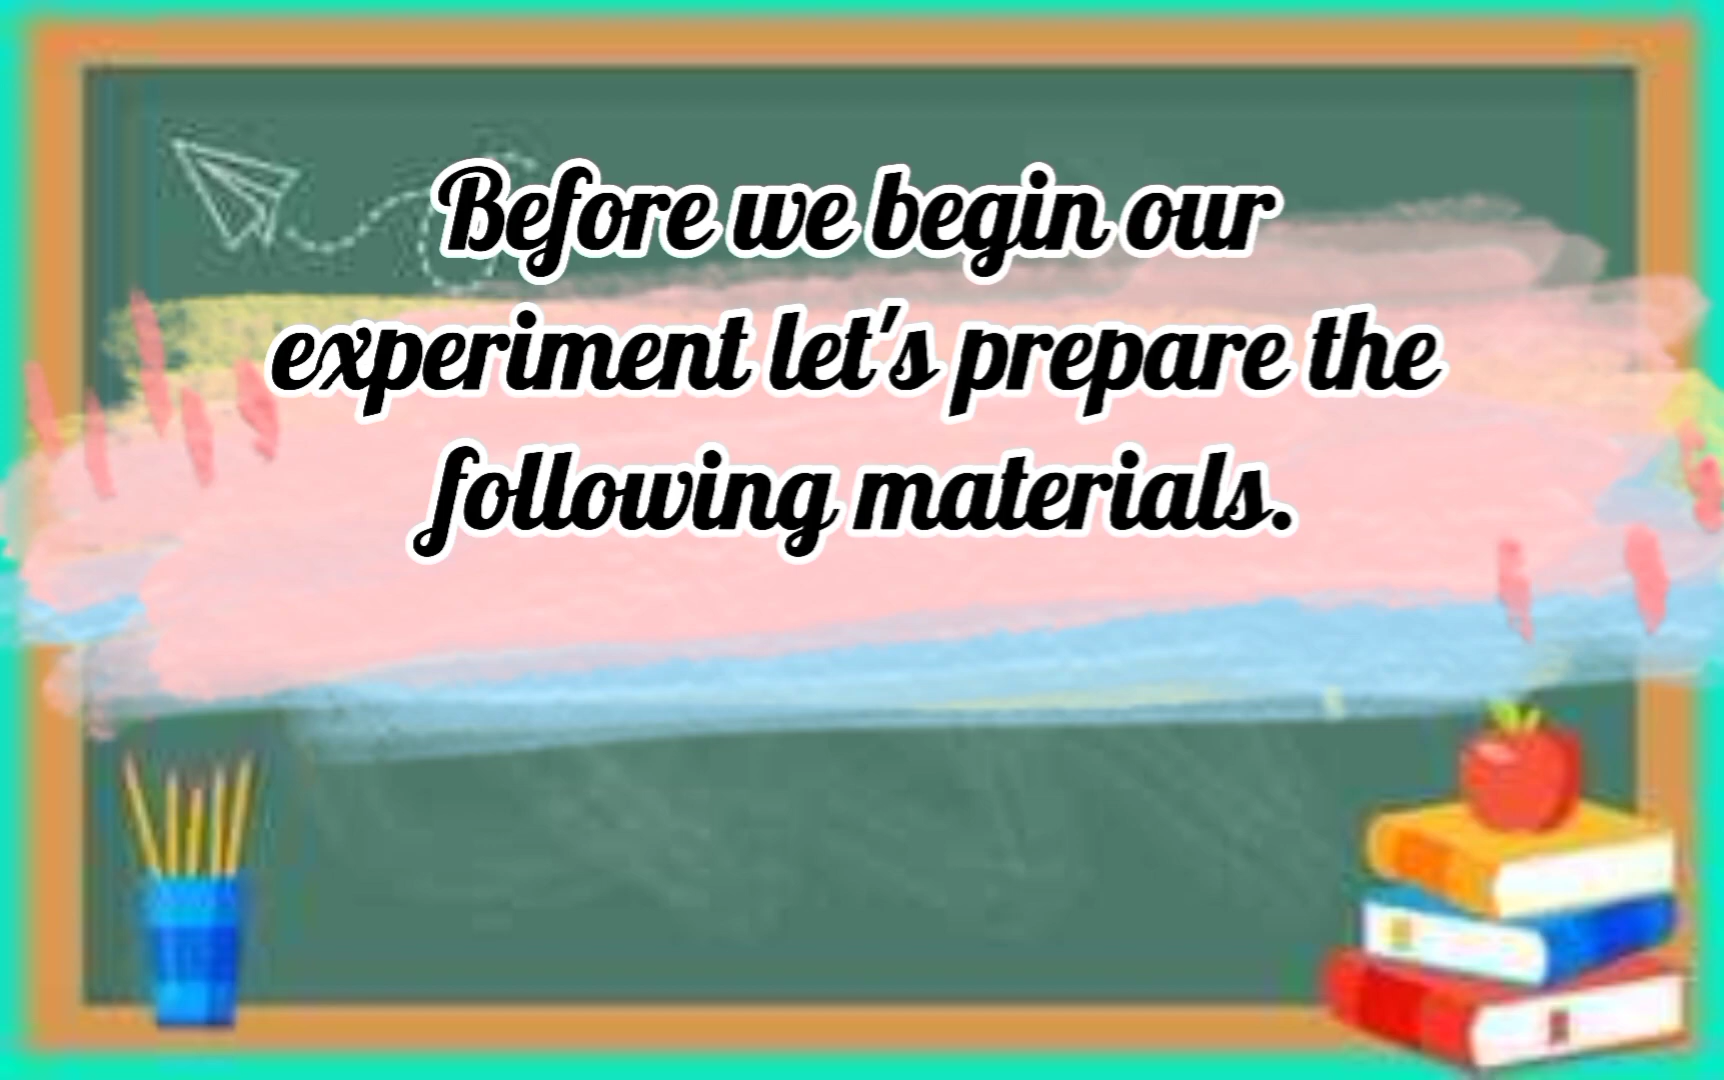 Before we begin our
experiment let's prepare the
following materials.